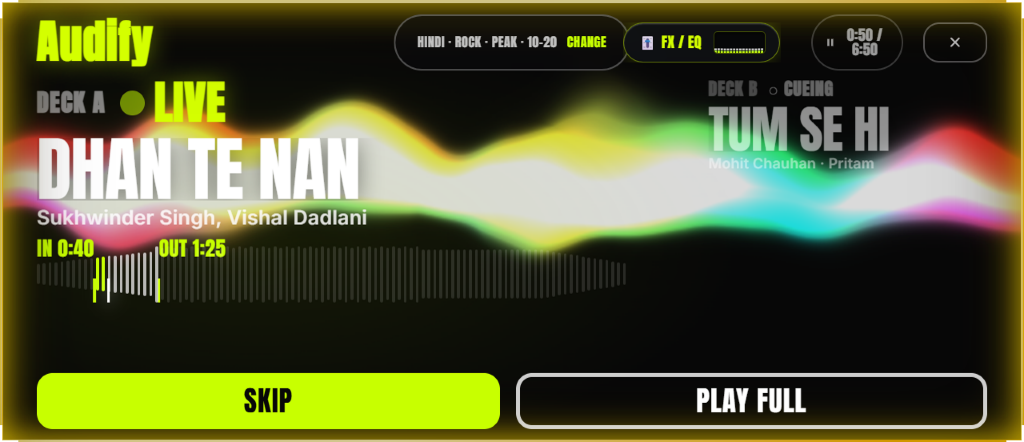 Audify
HINDI · ROCK · PEAK · 10-20 CHANGE
FX / EQ
0:50 /
6:50
×
DECK A LIVE
DHAN TE NAN
Sukhwinder Singh, Vishal Dadlani
IN 0:40 OUT 1:25
DECK B ○ CUEING
TUM SE HI
Mohit Chauhan · Pritam
SKIP
PLAY FULL